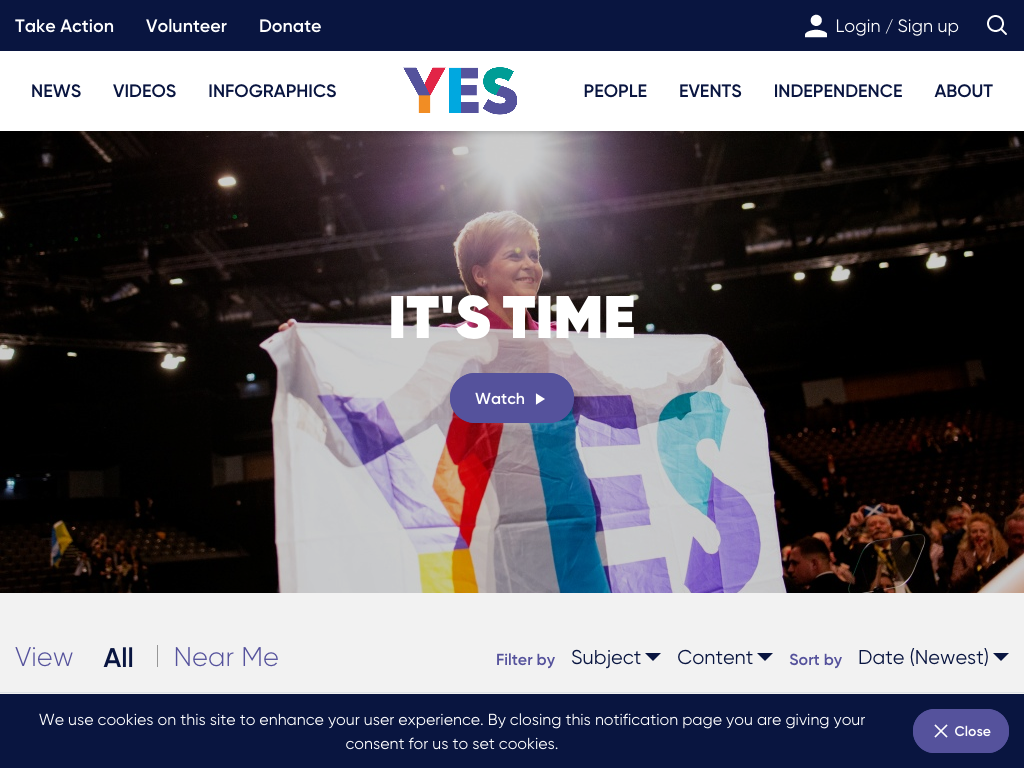 Take Action Volunteer Donate Login / Sign up
NEWS VIDEOS INFOGRAPHICS YES PEOPLE EVENTS INDEPENDENCE ABOUT
IT'S TIME
Watch
YES
View All Near Me Filter by Subject Content Sort by Date (Newest)
We use cookies on this site to enhance your user experience. By closing this notification page you are giving your
consent for us to set cookies.
Close